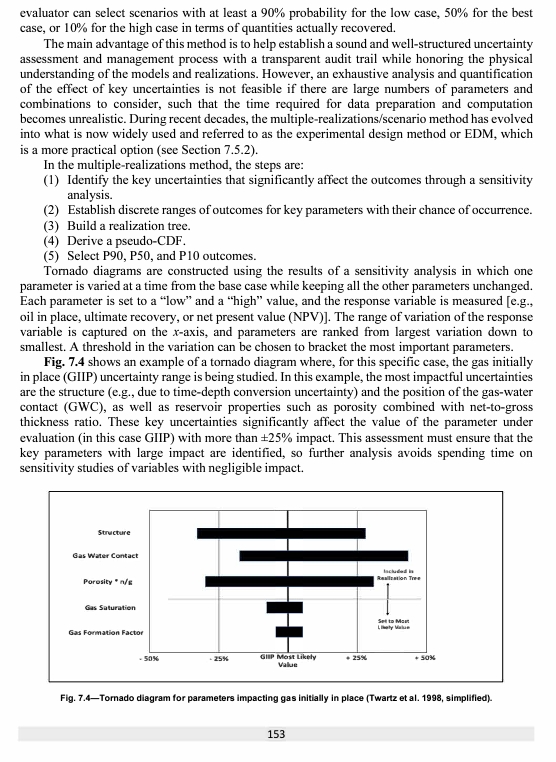 evaluator can select scenarios with at least a 90% probability for the low case, 50% for the best
case, or 10% for the high case in terms of quantities actually recovered.
The main advantage of this method is to help establish a sound and well-structured uncertainty
assessment and management process with a transparent audit trail while honoring the physical
understanding of the models and realizations. However, an exhaustive analysis and quantification
of the effect of key uncertainties is not feasible if there are large numbers of parameters and
combinations to consider, such that the time required for data preparation and computation
becomes unrealistic. During recent decades, the multiple-realizations/scenario method has evolved
into what is now widely used and referred to as the experimental design method or EDM, which
is a more practical option (see Section 7.5.2).
In the multiple-realizations method, the steps are:
(1) Identify the key uncertainties that significantly affect the outcomes through a sensitivity
analysis.
(2) Establish discrete ranges of outcomes for key parameters with their chance of occurrence.
(3) Build a realization tree.
(4) Derive a pseudo-CDF.
(5) Select P90, P50, and P10 outcomes.
Tornado diagrams are constructed using the results of a sensitivity analysis in which one
parameter is varied at a time from the base case while keeping all the other parameters unchanged.
Each parameter is set to a “low” and a “high” value, and the response variable is measured [e.g.,
oil in place, ultimate recovery, or net present value (NPV)]. The range of variation of the response
variable is captured on the x-axis, and parameters are ranked from largest variation down to
smallest. A threshold in the variation can be chosen to bracket the most important parameters.
Fig. 7.4 shows an example of a tornado diagram where, for this specific case, the gas initially
in place (GIIP) uncertainty range is being studied. In this example, the most impactful uncertainties
are the structure (e.g., due to time-depth conversion uncertainty) and the position of the gas-water
contact (GWC), as well as reservoir properties such as porosity combined with net-to-gross
thickness ratio. These key uncertainties significantly affect the value of the parameter under
evaluation (in this case GIIP) with more than ±25% impact. This assessment must ensure that the
key parameters with large impact are identified, so further analysis avoids spending time on
sensitivity studies of variables with negligible impact.
Structure
Gas Water Contact
Included In
Realization Tree
Porosity * n/g
Gas Saturation
Set to Most
Likely Value
Gas Formation Factor
- 50% - 25% GIIP Most Likely + 25% + 50%
Value
Fig. 7.4—Tornado diagram for parameters impacting gas initially in place (Twartz et al. 1998, simplified).
153